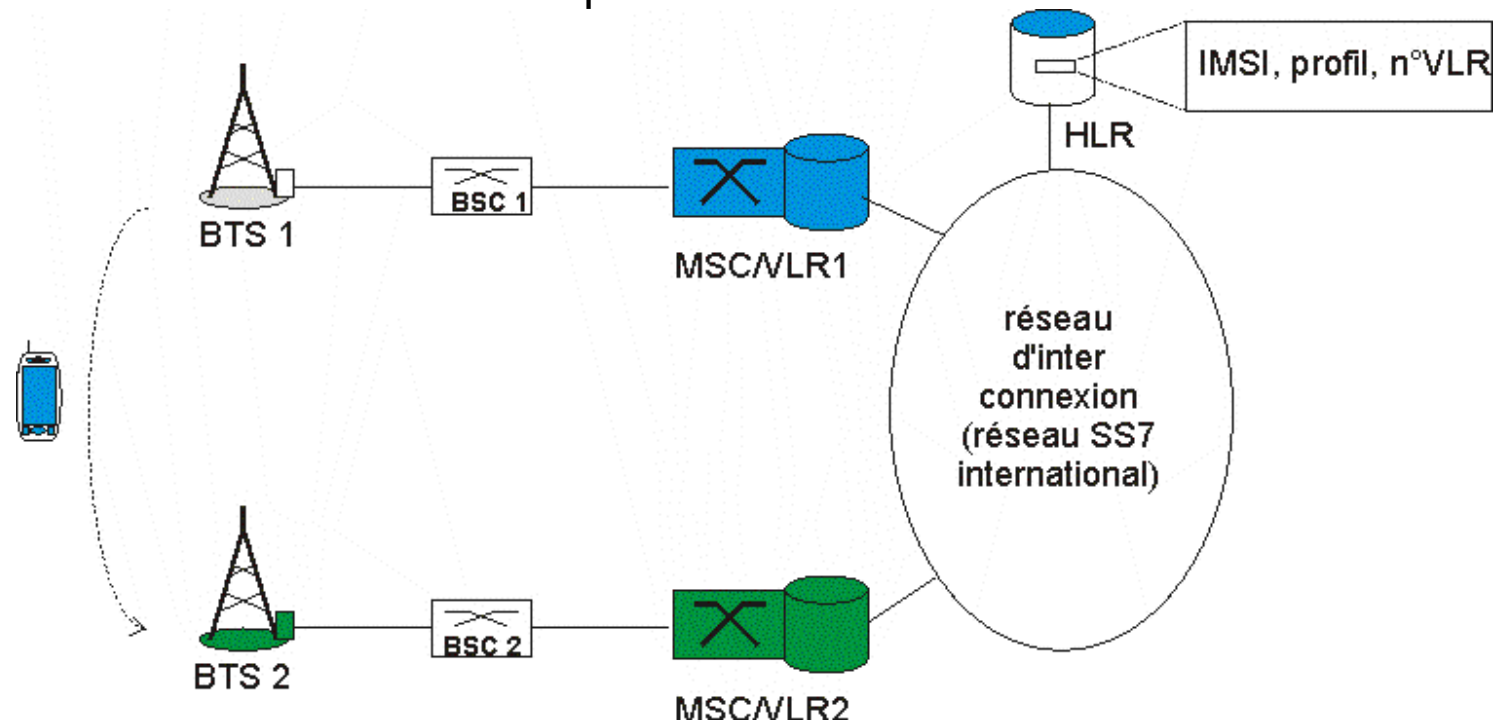 IMSI, profil, n°VLR
HLR
BSC 1
BTS 1
MSC/VLR1
réseau
d'inter
connexion
(réseau SS7
international)
BSC 2
BTS 2
MSC/VLR2